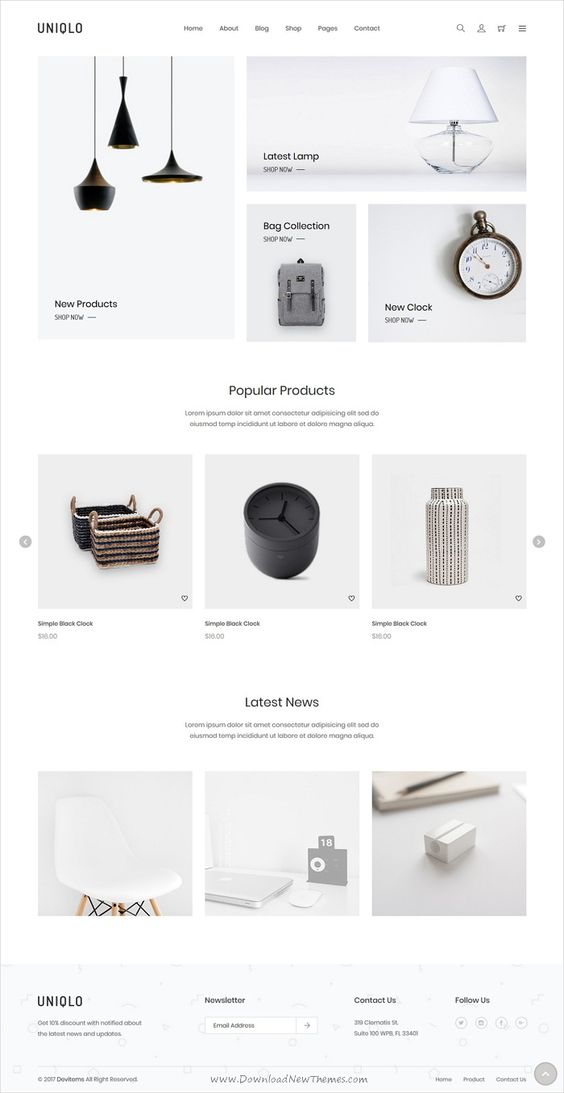 UNIQLO
Home About Blog Shop Pages Contact
Latest Lamp
SHOP NOW
Bag Collection
SHOP NOW
New Products
SHOP NOW
New Clock
SHOP NOW
Popular Products
Lorem ipsum dolor sit amet consectetur adipisicing elit sed do
eiusmod temp incididunt ut labore et dolore magna aliqua.
Simple Black Clock
$16.00
Simple Black Clock
$16.00
Simple Black Clock
$16.00
Latest News
Lorem ipsum dolor sit amet consectetur adipisicing elit sed do
eiusmod temp incididunt ut labore et dolore magna aliqua.
18
UNIQLO
Get 10% discount with notified about
the latest news and updates.
Newsletter
Email Address
Contact Us
319 Clematis St.
Suite 100 WPB, FL 33401
Follow Us
© 2017 Devitems All Right Reserved.
www.DownloadNewThemes.com
Home Product Contact Us